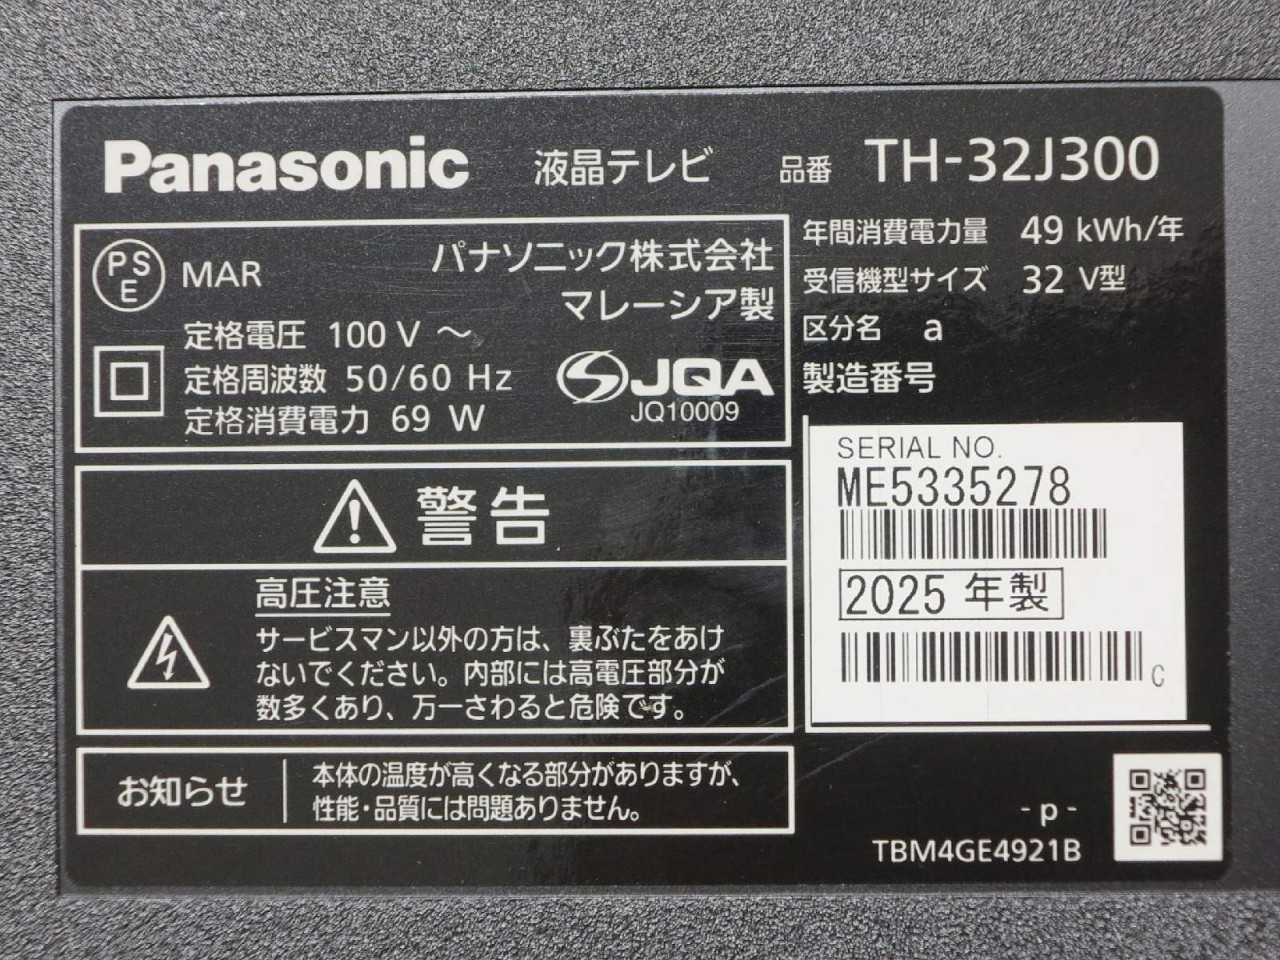 Panasonic 液晶テレビ 品番 TH-32J300
PS
E
MAR
パナソニック株式会社
マレーシア製
定格電圧 100 V ～
定格周波数 50/60 Hz
定格消費電力 69 W
JQA
JQ10009
年間消費電力量 49 kWh/年
受信機型サイズ 32 V型
区分名 a
製造番号
SERIAL NO.
ME5335278
2025 年製
C
警告
高圧注意
サービスマン以外の方は、裏ぶたをあけ
ないでください。内部には高電圧部分が
数多くあり、万一さわると危険です。
お知らせ
本体の温度が高くなる部分がありますが、
性能・品質には問題ありません。
- p -
TBM4GE4921B